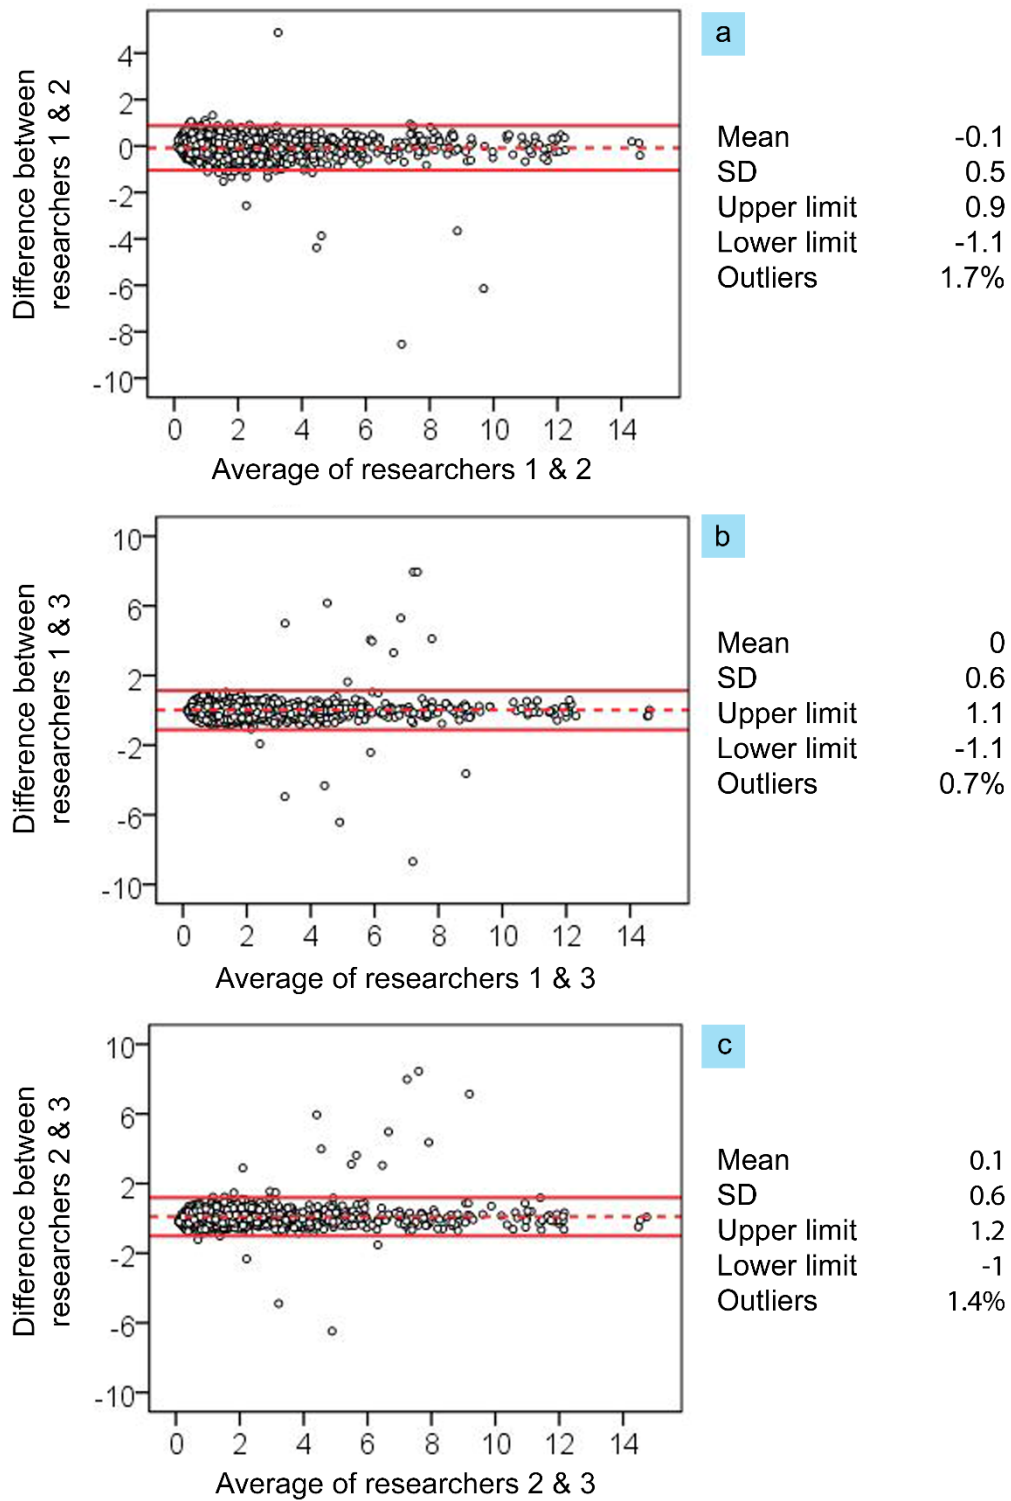 a
Difference between
researchers 1 & 2
4
2
0
-2
-4
-6
-8
-10
0 2 4 6 8 10 12 14
Average of researchers 1 & 2
Mean -0.1
SD 0.5
Upper limit 0.9
Lower limit -1.1
Outliers 1.7%
b
Difference between
researchers 1 & 3
10
6
2
-2
-6
-10
0 2 4 6 8 10 12 14
Average of researchers 1 & 3
Mean 0
SD 0.6
Upper limit 1.1
Lower limit -1.1
Outliers 0.7%
c
Difference between
researchers 2 & 3
10
6
2
-2
-6
-10
0 2 4 6 8 10 12 14
Average of researchers 2 & 3
Mean 0.1
SD 0.6
Upper limit 1.2
Lower limit -1
Outliers 1.4%